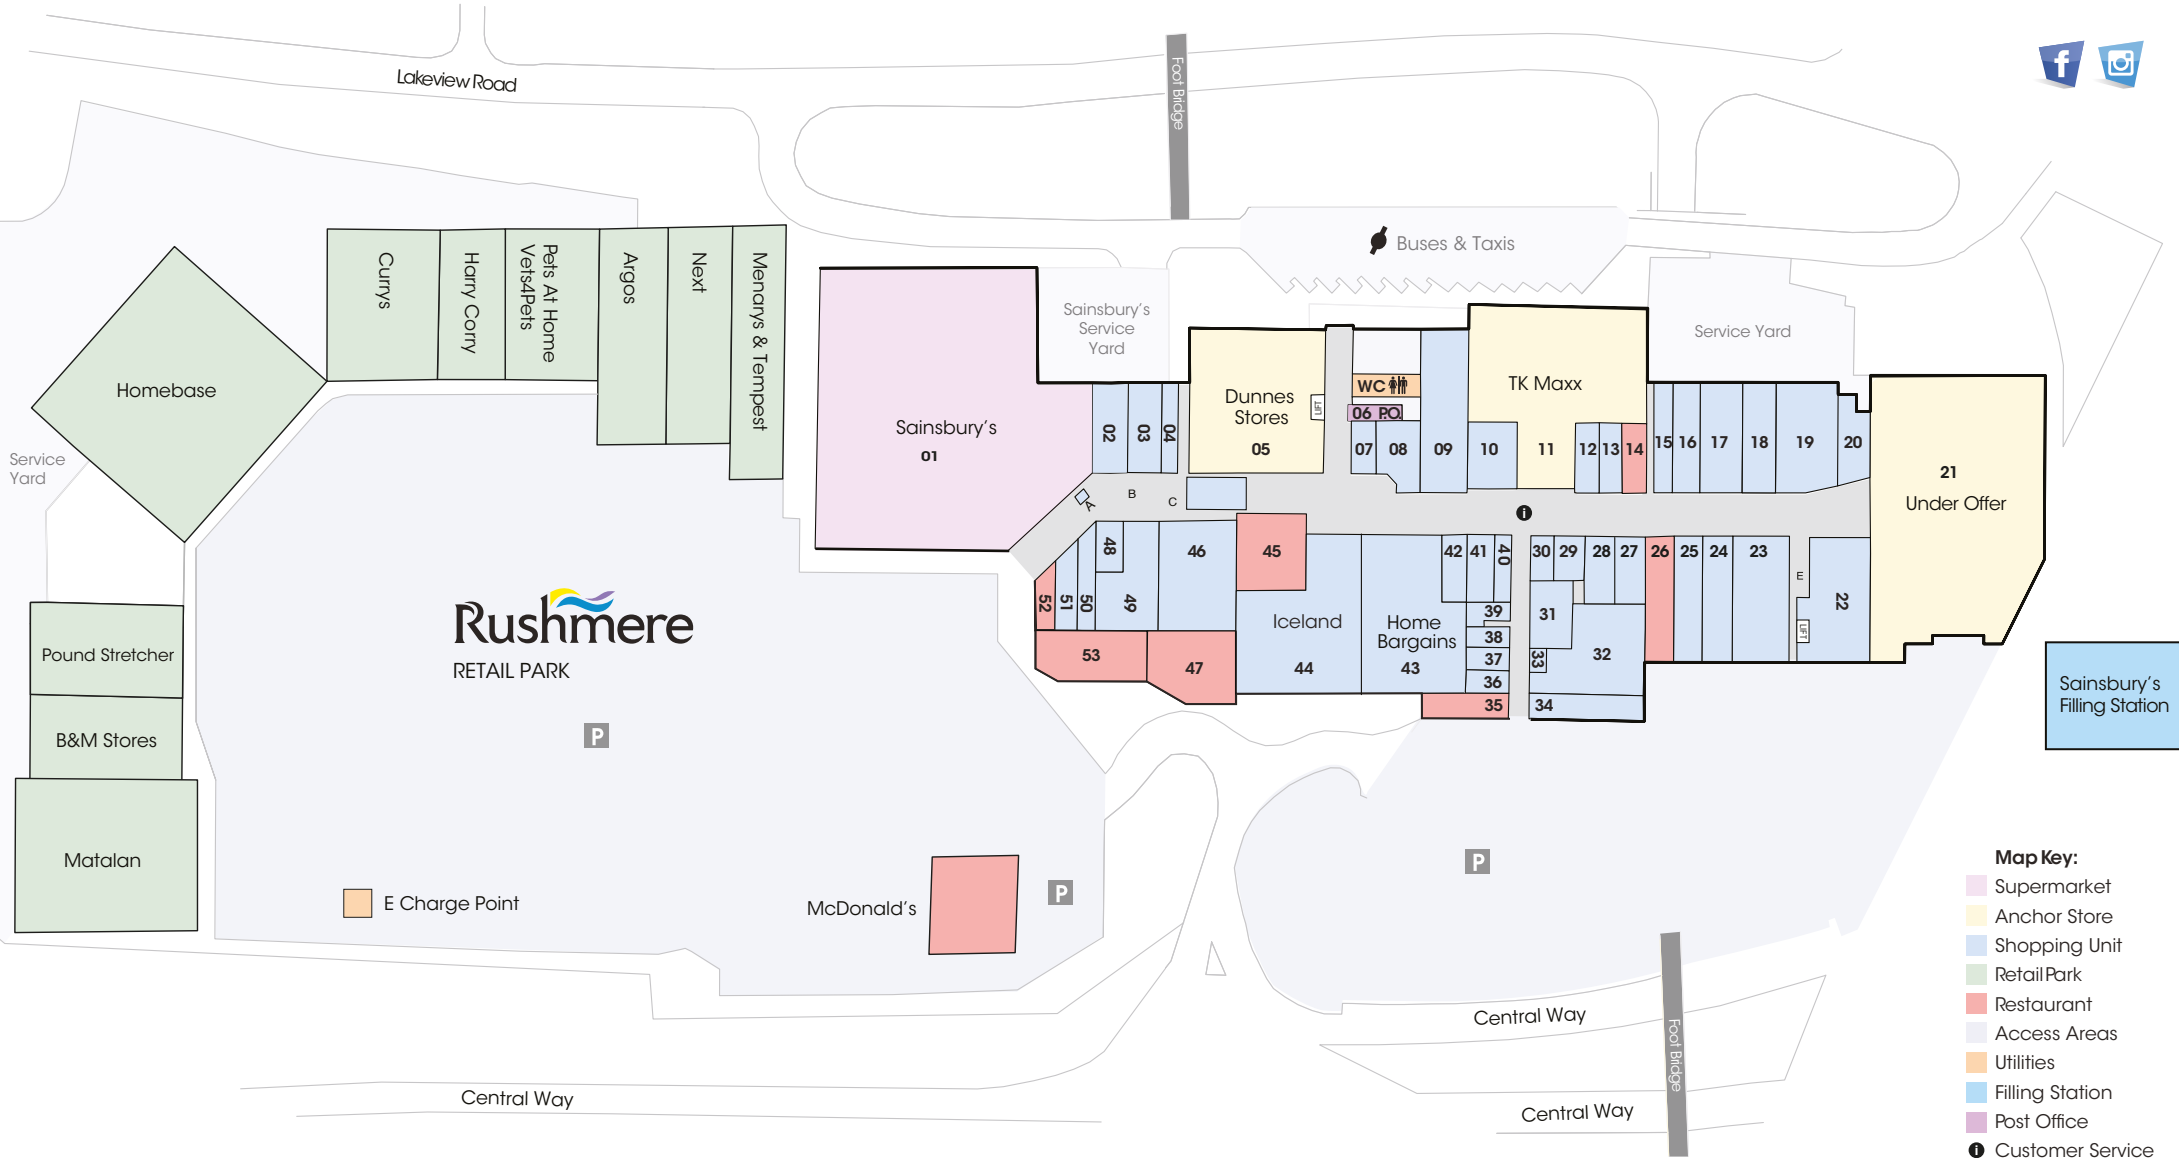 Lakeview Road
Foot Bridge
f
Buses & Taxis
Currys
Harry Corry
Pets At Home
Vets4Pets
Argos
Next
Menarys & Tempest
Homebase
Service
Yard
Sainsbury's
01
Sainsbury's
Service
Yard
02
03
04
Dunnes
Stores
05
LIFT
WC
06 P.O.
07
08
09
10
TK Maxx
11
12
13
14
Service Yard
15
16
17
18
19
20
21
Under Offer
A
B
C
i
52
51
50
48
49
46
45
53
47
Iceland
44
Home
Bargains
43
42
41
40
39
38
37
36
35
30
29
28
27
31
33
32
34
26
25
24
23
E
LIFT
22
Sainsbury's
Filling Station
Rushmere
RETAIL PARK
Pound Stretcher
B&M Stores
Matalan
P
E Charge Point
McDonald's
P
P
Central Way
Central Way
Central Way
Foot Bridge
Map Key:
Supermarket
Anchor Store
Shopping Unit
Retail Park
Restaurant
Access Areas
Utilities
Filling Station
Post Office
i Customer Service